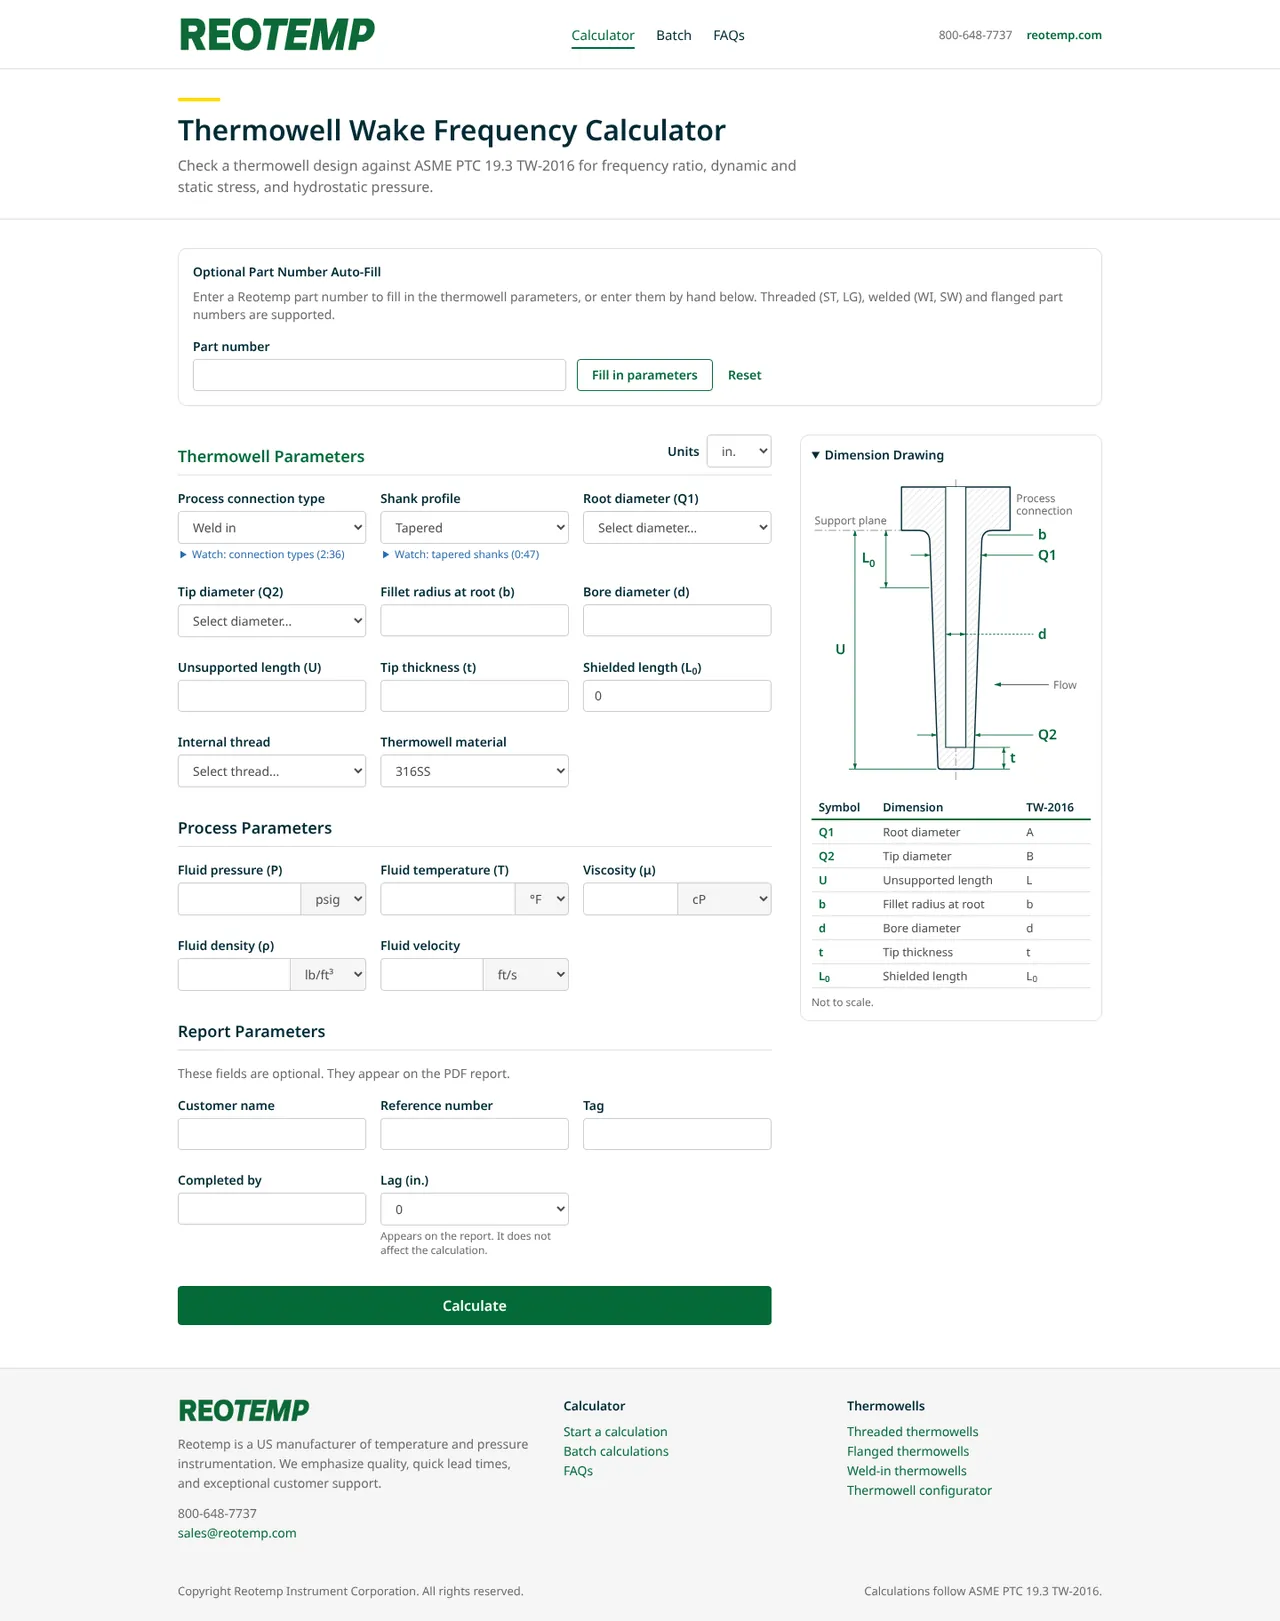 REOTEMP
Calculator Batch FAQs
800-648-7737 reotemp.com
Thermowell Wake Frequency Calculator
Check a thermowell design against ASME PTC 19.3 TW-2016 for frequency ratio, dynamic and
static stress, and hydrostatic pressure.
Optional Part Number Auto-Fill
Enter a Reotemp part number to fill in the thermowell parameters, or enter them by hand below. Threaded (ST, LG), welded (WI, SW) and flanged part
numbers are supported.
Part number
Fill in parameters Reset
Thermowell Parameters
Units in.
Process connection type Shank profile Root diameter (Q1)
Weld in Tapered Select diameter...
Watch: connection types (2:36) Watch: tapered shanks (0:47)
Tip diameter (Q2) Fillet radius at root (b) Bore diameter (d)
Select diameter...
Unsupported length (U) Tip thickness (t) Shielded length (L₀)
0
Internal thread Thermowell material
Select thread... 316SS
Process Parameters
Fluid pressure (P) Fluid temperature (T) Viscosity (μ)
psig °F cP
Fluid density (ρ) Fluid velocity
lb/ft³ ft/s
Report Parameters
These fields are optional. They appear on the PDF report.
Customer name Reference number Tag
Completed by Lag (in.)
0
Appears on the report. It does not
affect the calculation.
Calculate
▼ Dimension Drawing
Process
connection
Support plane
b
L₀
Q1
d
U
Flow
Q2
t
Symbol Dimension TW-2016
Q1 Root diameter A
Q2 Tip diameter B
U Unsupported length L
b Fillet radius at root b
d Bore diameter d
t Tip thickness t
L₀ Shielded length L₀
Not to scale.
REOTEMP
Reotemp is a US manufacturer of temperature and pressure
instrumentation. We emphasize quality, quick lead times,
and exceptional customer support.
800-648-7737
sales@reotemp.com
Calculator
Start a calculation
Batch calculations
FAQs
Thermowells
Threaded thermowells
Flanged thermowells
Weld-in thermowells
Thermowell configurator
Copyright Reotemp Instrument Corporation. All rights reserved.
Calculations follow ASME PTC 19.3 TW-2016.